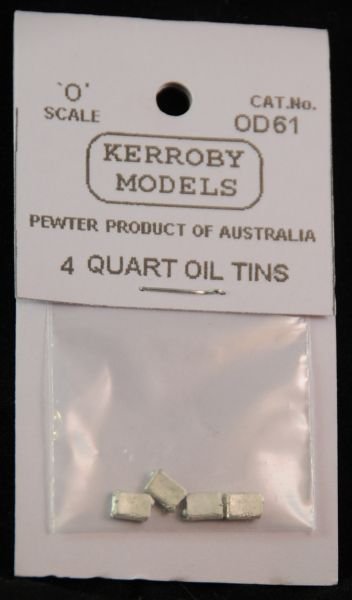 'O'
SCALE
CAT.No.
OD61
KERROBY
MODELS
PEWTER PRODUCT OF AUSTRALIA
4 QUART OIL TINS